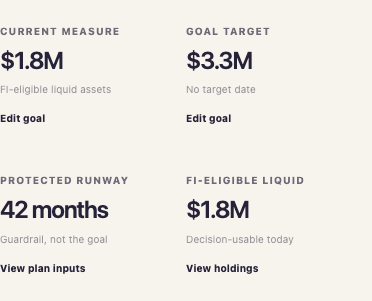 CURRENT MEASURE
$1.8M
FI-eligible liquid assets
Edit goal
GOAL TARGET
$3.3M
No target date
Edit goal
PROTECTED RUNWAY
42 months
Guardrail, not the goal
View plan inputs
FI-ELIGIBLE LIQUID
$1.8M
Decision-usable today
View holdings